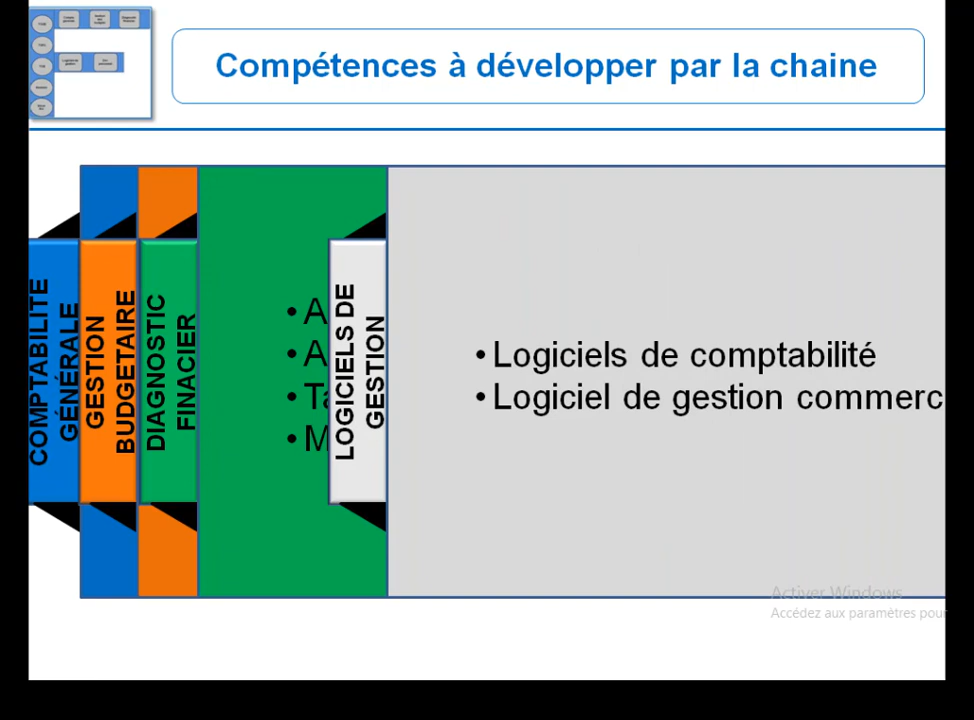 Compétences à développer par la chaine
COMPTABILITE
GÉNÉRALE
GESTION
BUDGETAIRE
DIAGNOSTIC
FINACIER
LOGICIELS DE
GESTION
• Logiciels de comptabilité
• Logiciel de gestion commerc
Activer Windows
Accédez aux paramètres pour